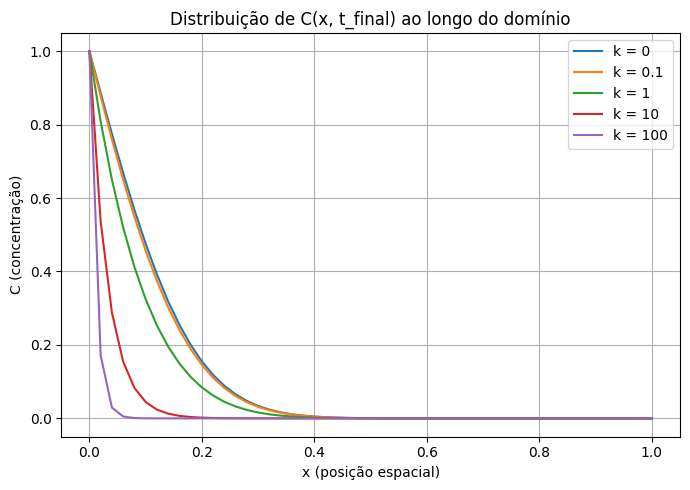 Distribuição de C(x, t_final) ao longo do domínio
C (concentração)
1.0
0.8
0.6
0.4
0.2
0.0
k = 0
k = 0.1
k = 1
k = 10
k = 100
0.0 0.2 0.4 0.6 0.8 1.0
x (posição espacial)